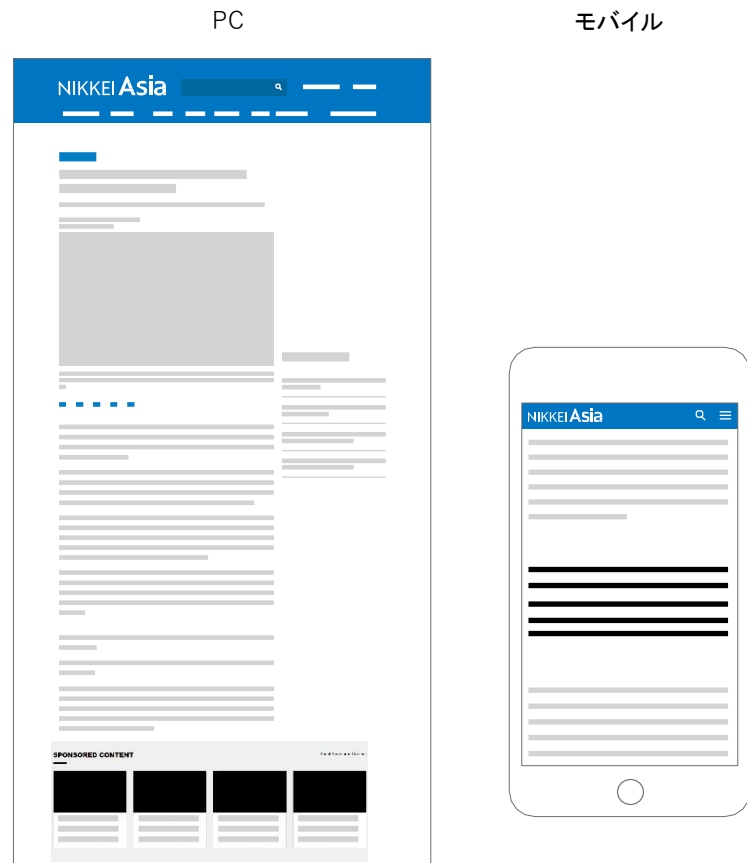 PC
モバイル
NIKKEI Asia
NIKKEI Asia
SPONSORED CONTENT